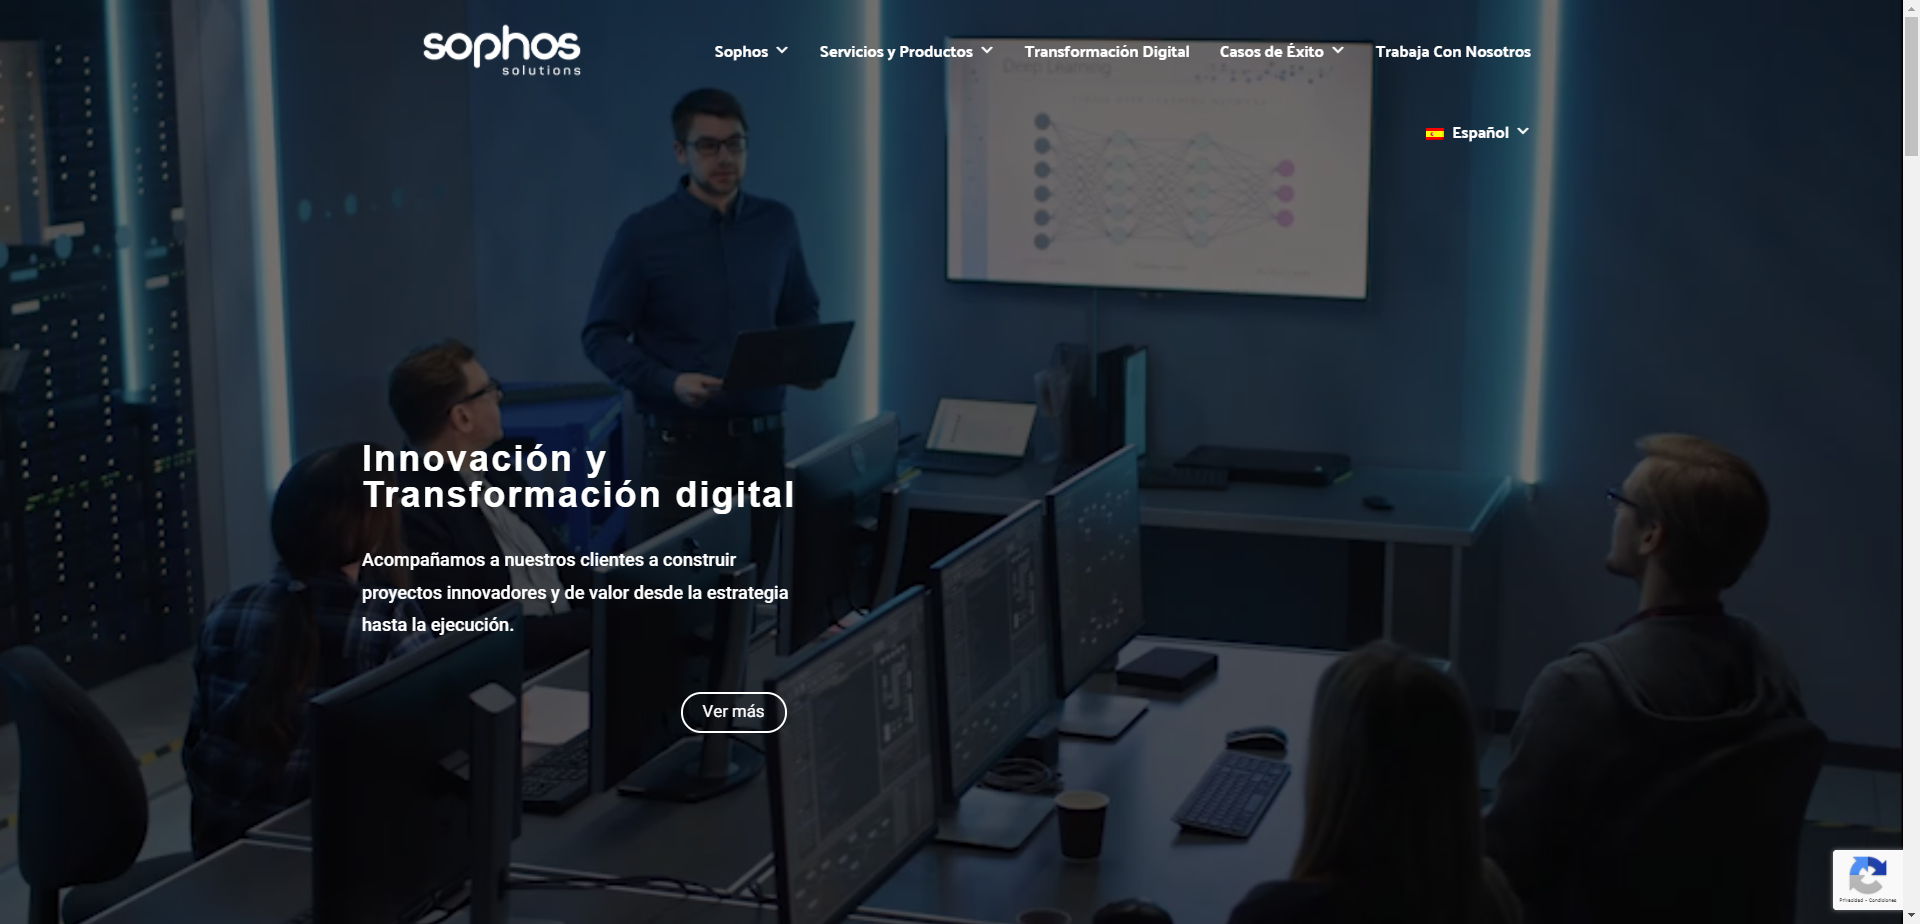 sophos
solutions
Sophos
Servicios y Productos
Transformación Digital
Casos de Éxito
Trabaja Con Nosotros
Español
Deep Learning
Innovación y
Transformación digital
Acompañamos a nuestros clientes a construir
proyectos innovadores y de valor desde la estrategia
hasta la ejecución.
Ver más
Privacidad - Condiciones